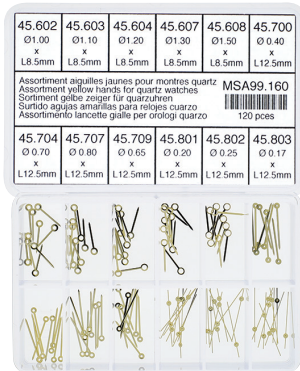 45.602 45.603 45.604 45.607 45.608 45.700
Ø1.00 Ø1.10 Ø1.20 Ø1.30 Ø1.50 Ø 0.40
x x x x x x
L8.5mm L8.5mm L8.5mm L8.5mm L8.5mm L12.5mm
Assortiment aiguilles jaunes pour montres quartz
Assortment yellow hands for quartz watches
Sortiment gelbe zeiger für quarzuhren
Surtido agujas amarillas para relojes cuarzo
Assortimento lancette gialle per orologi quarzo
MSA99.160
120 pces
45.704 45.707 45.709 45.801 45.802 45.803
Ø 0.70 Ø 0.80 Ø 0.65 Ø 0.20 Ø 0.25 Ø 0.17
x x x x x x
L12.5mm L12.5mm L12.5mm L12.5mm L12.5mm L12.5mm